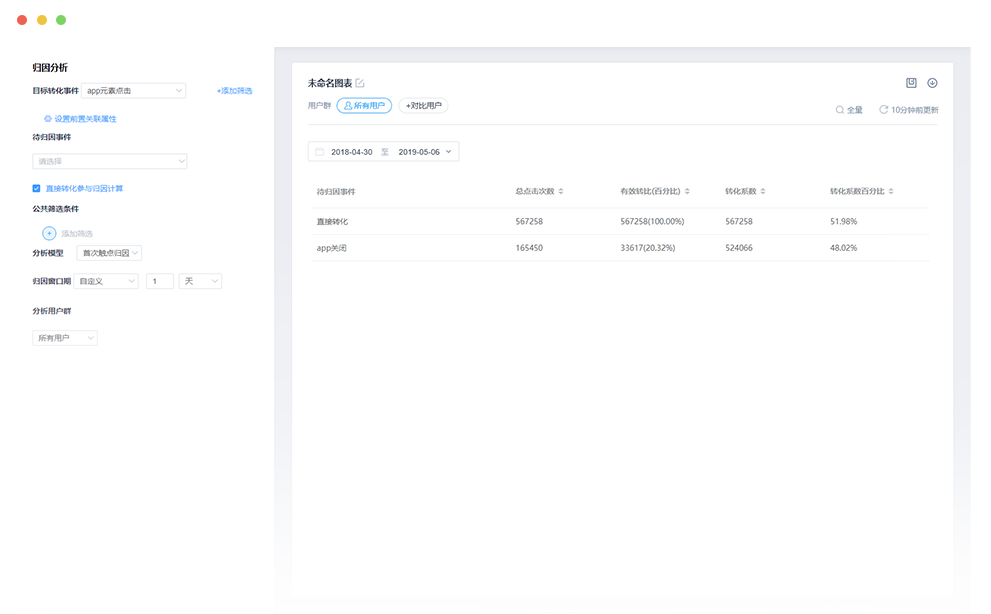 归因分析
目标转化事件 app元素点击 +添加筛选
设置前置关联属性
待归因事件
请选择
直接转化参与归因计算
公共筛选条件
+ 添加筛选
分析模型 首次触点归因
归因窗口期 自定义 1 天
分析用户群
所有用户
未命名图表
用户群 所有用户 +对比用户
全量 10分钟前更新
2018-04-30 至 2019-05-06
待归因事件 总点击次数 有效转比(百分比) 转化系数 转化系数百分比
直接转化 567258 567258(100.00%) 567258 51.98%
app关闭 165450 33617(20.32%) 524066 48.02%